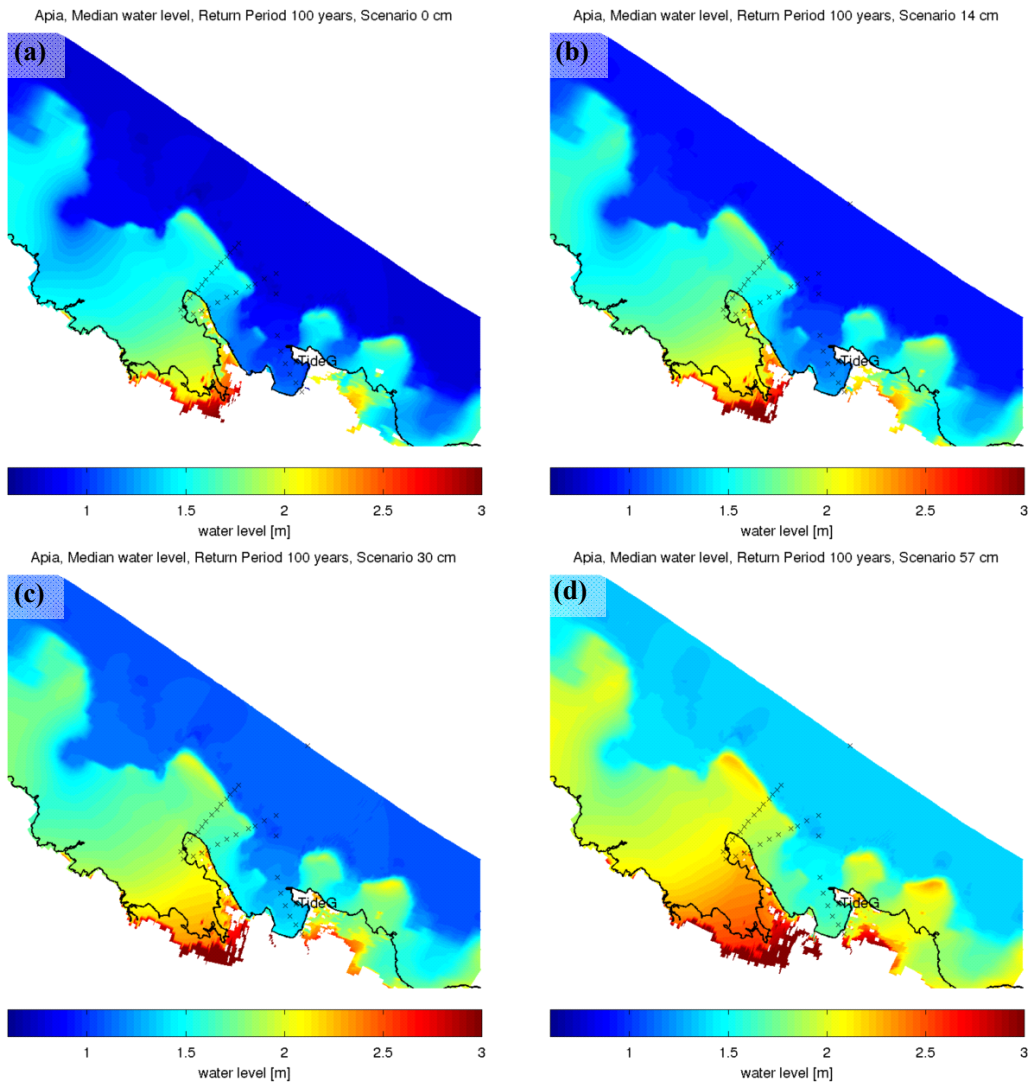 Apia, Median water level, Return Period 100 years, Scenario 0 cm
(a)
TideG
1 1.5 2 2.5 3
water level [m]
Apia, Median water level, Return Period 100 years, Scenario 14 cm
(b)
TideG
1 1.5 2 2.5 3
water level [m]
Apia, Median water level, Return Period 100 years, Scenario 30 cm
(c)
TideG
1 1.5 2 2.5 3
water level [m]
Apia, Median water level, Return Period 100 years, Scenario 57 cm
(d)
TideG
1 1.5 2 2.5 3
water level [m]